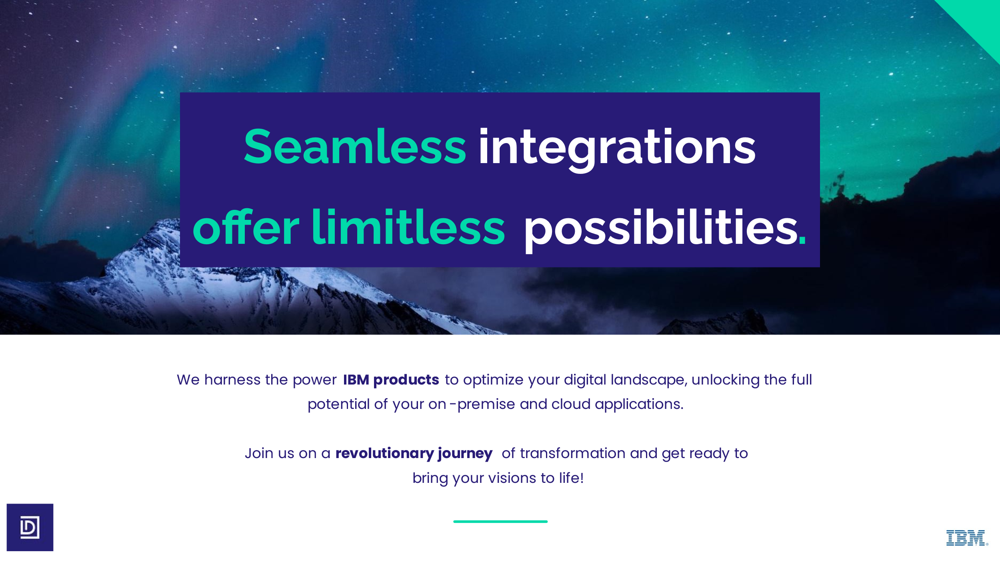 Seamless integrations
offer limitless possibilities.
We harness the power IBM products to optimize your digital landscape, unlocking the full
potential of your on-premise and cloud applications.
Join us on a revolutionary journey of transformation and get ready to
bring your visions to life!
D
IBM®